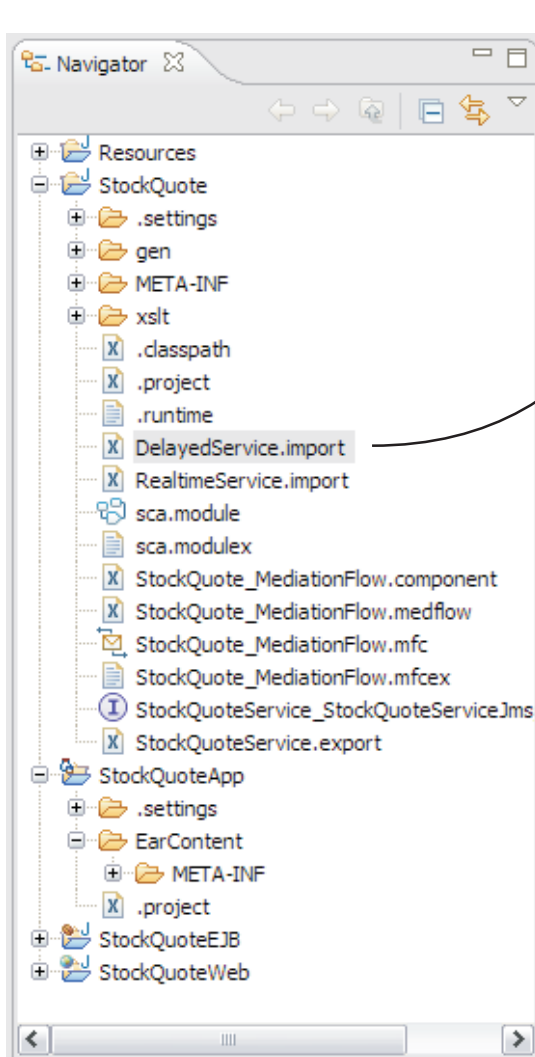 Navigator
Resources
StockQuote
.settings
gen
META-INF
xslt
.classpath
.project
.runtime
DelayedService.import
RealtimeService.import
sca.module
sca.modulex
StockQuote_MediationFlow.component
StockQuote_MediationFlow.medflow
StockQuote_MediationFlow.mfc
StockQuote_MediationFlow.mfcex
StockQuoteService_StockQuoteServiceJms
StockQuoteService.export
StockQuoteApp
.settings
EarContent
META-INF
.project
StockQuoteEJB
StockQuoteWeb